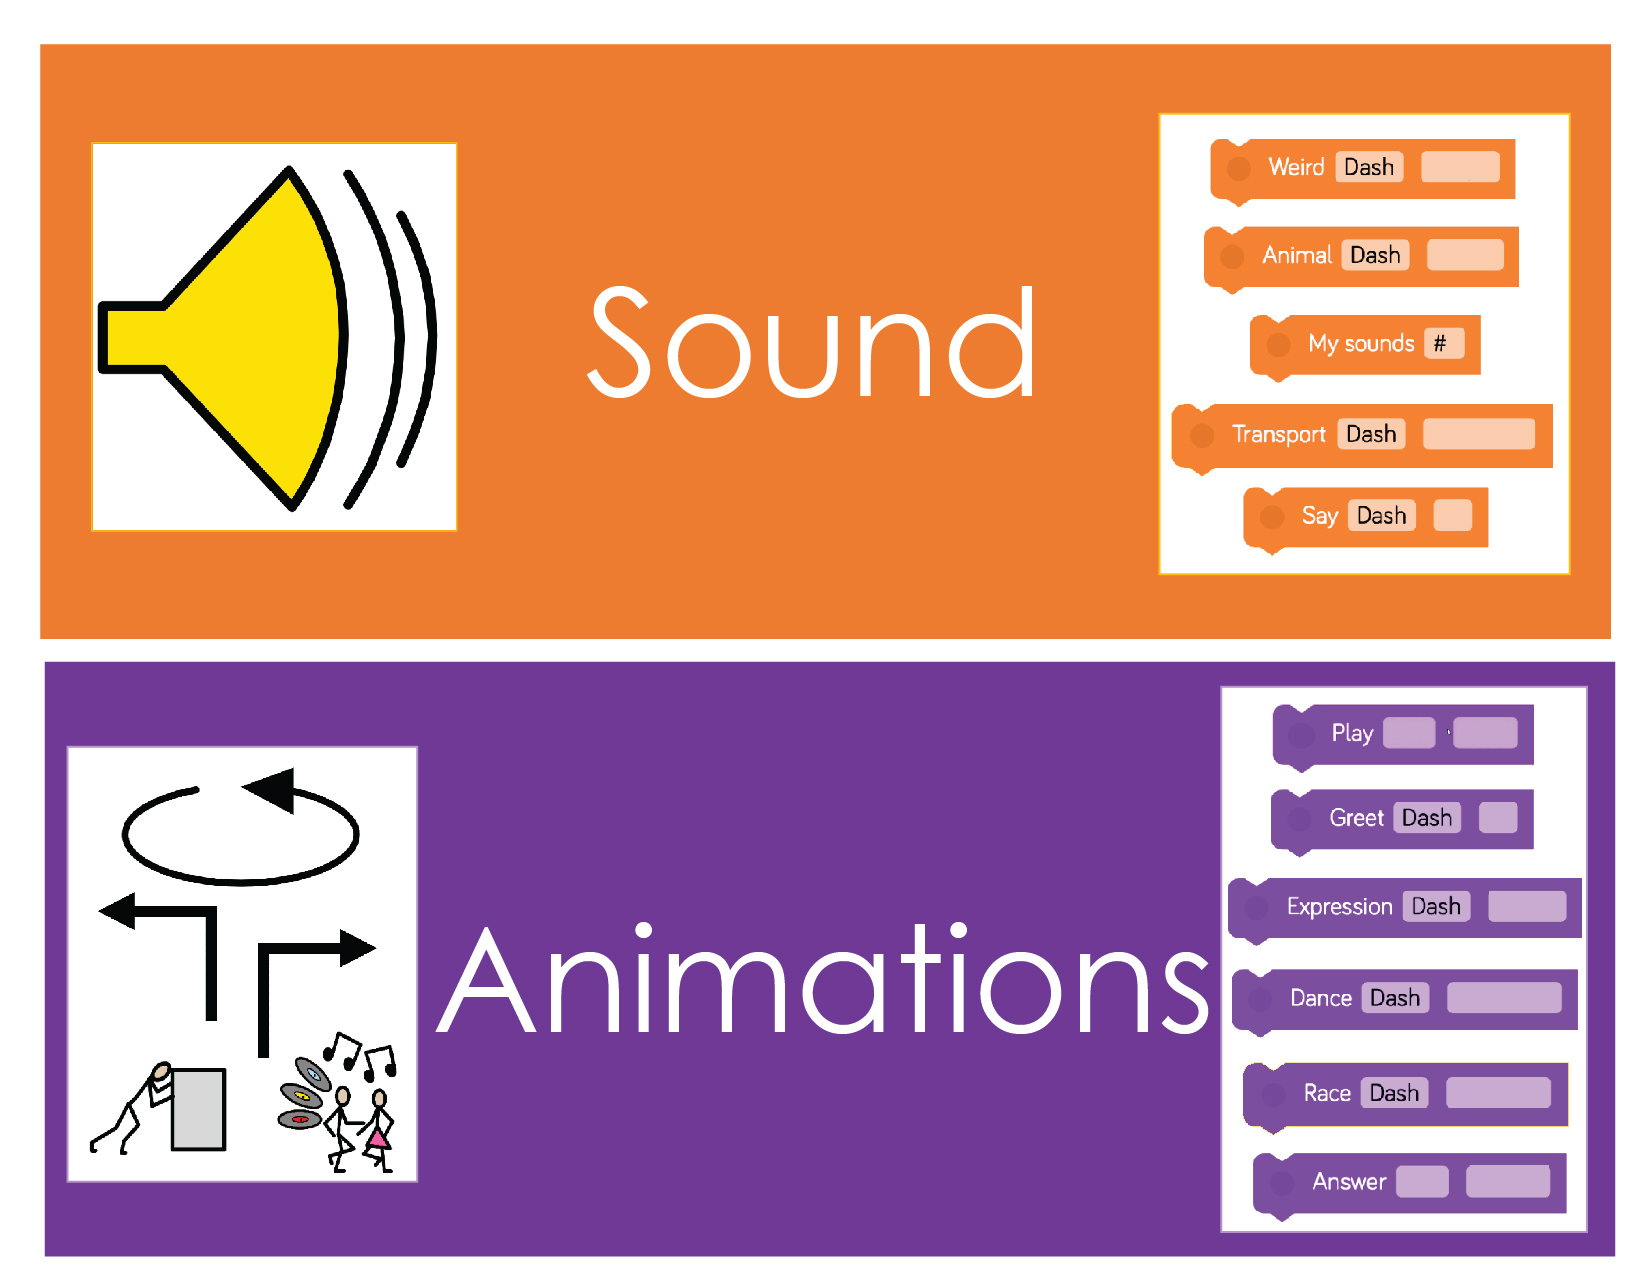 Sound
Weird Dash
Animal Dash
My sounds #
Transport Dash
Say Dash
Animations
Play
Greet Dash
Expression Dash
Dance Dash
Race Dash
Answer